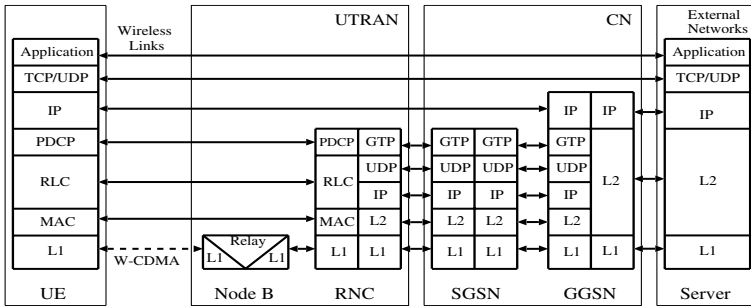 UTRAN
CN
External
Networks
Wireless
Links
Application
Application
TCP/UDP
TCP/UDP
IP
IP
IP
IP
PDCP
PDCP
GTP
GTP
GTP
GTP
RLC
RLC
UDP
UDP
UDP
UDP
L2
L2
IP
IP
IP
IP
MAC
MAC
L2
L2
L2
L2
L1
W-CDMA
Relay
L1
L1
L1
L1
L1
L1
L1
L1
L1
UE
Node B
RNC
SGSN
GGSN
Server